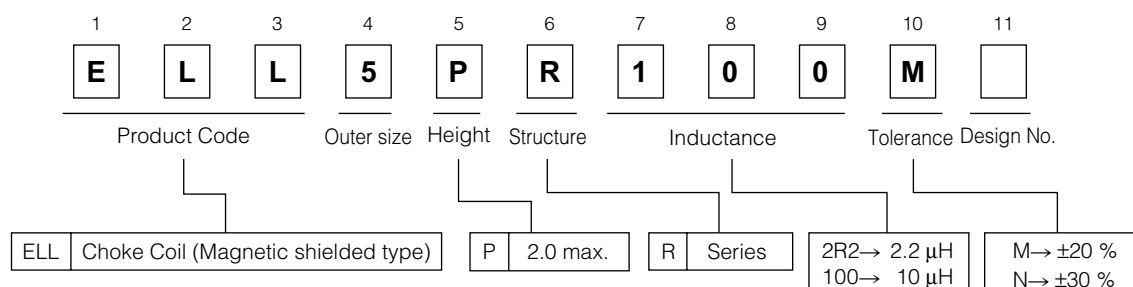 1 2 3 4 5 6 7 8 9 10 11
E L L 5 P R 1 0 0 M
Product Code Outer size Height Structure Inductance Tolerance Design No.
ELL Choke Coil (Magnetic shielded type) P 2.0 max. R Series 2R2→ 2.2 μH M→ ±20 %
100→ 10 μH N→ ±30 %